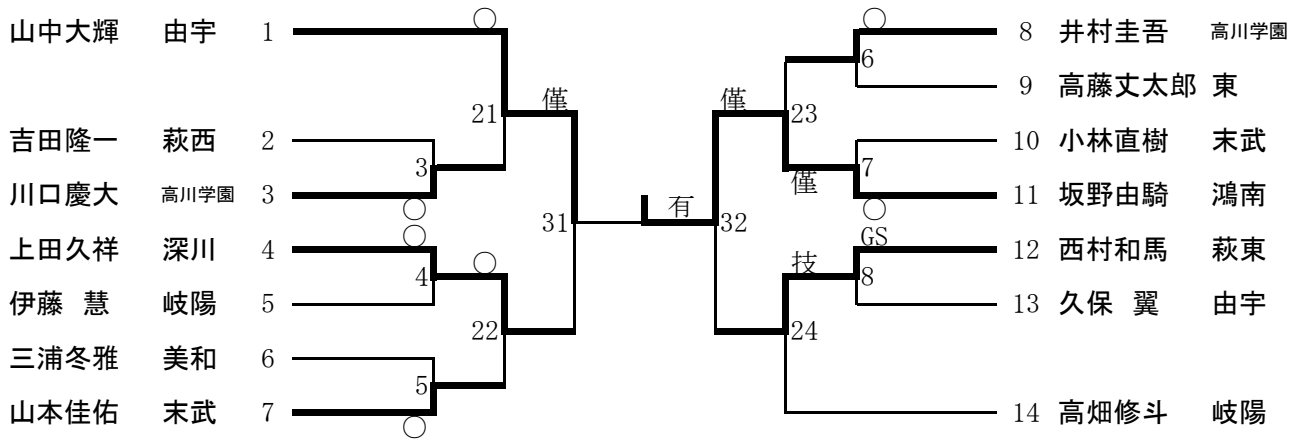 山中大輝 由宇 1 ○
吉田隆一 萩西 2
川口慶大 高川学園 3 ○
上田久祥 深川 4 ○
伊藤 慧 岐陽 5
三浦冬雅 美和 6
山本佳佑 末武 7 ○
3
4
5
21 僅
○
22
31
有
32
僅 23
僅
技
24
○ 6
7 ○
GS
8
8 井村圭吾 高川学園
9 高藤丈太郎 東
10 小林直樹 末武
11 坂野由騎 鴻南
12 西村和馬 萩東
13 久保 翼 由宇
14 高畑修斗 岐陽